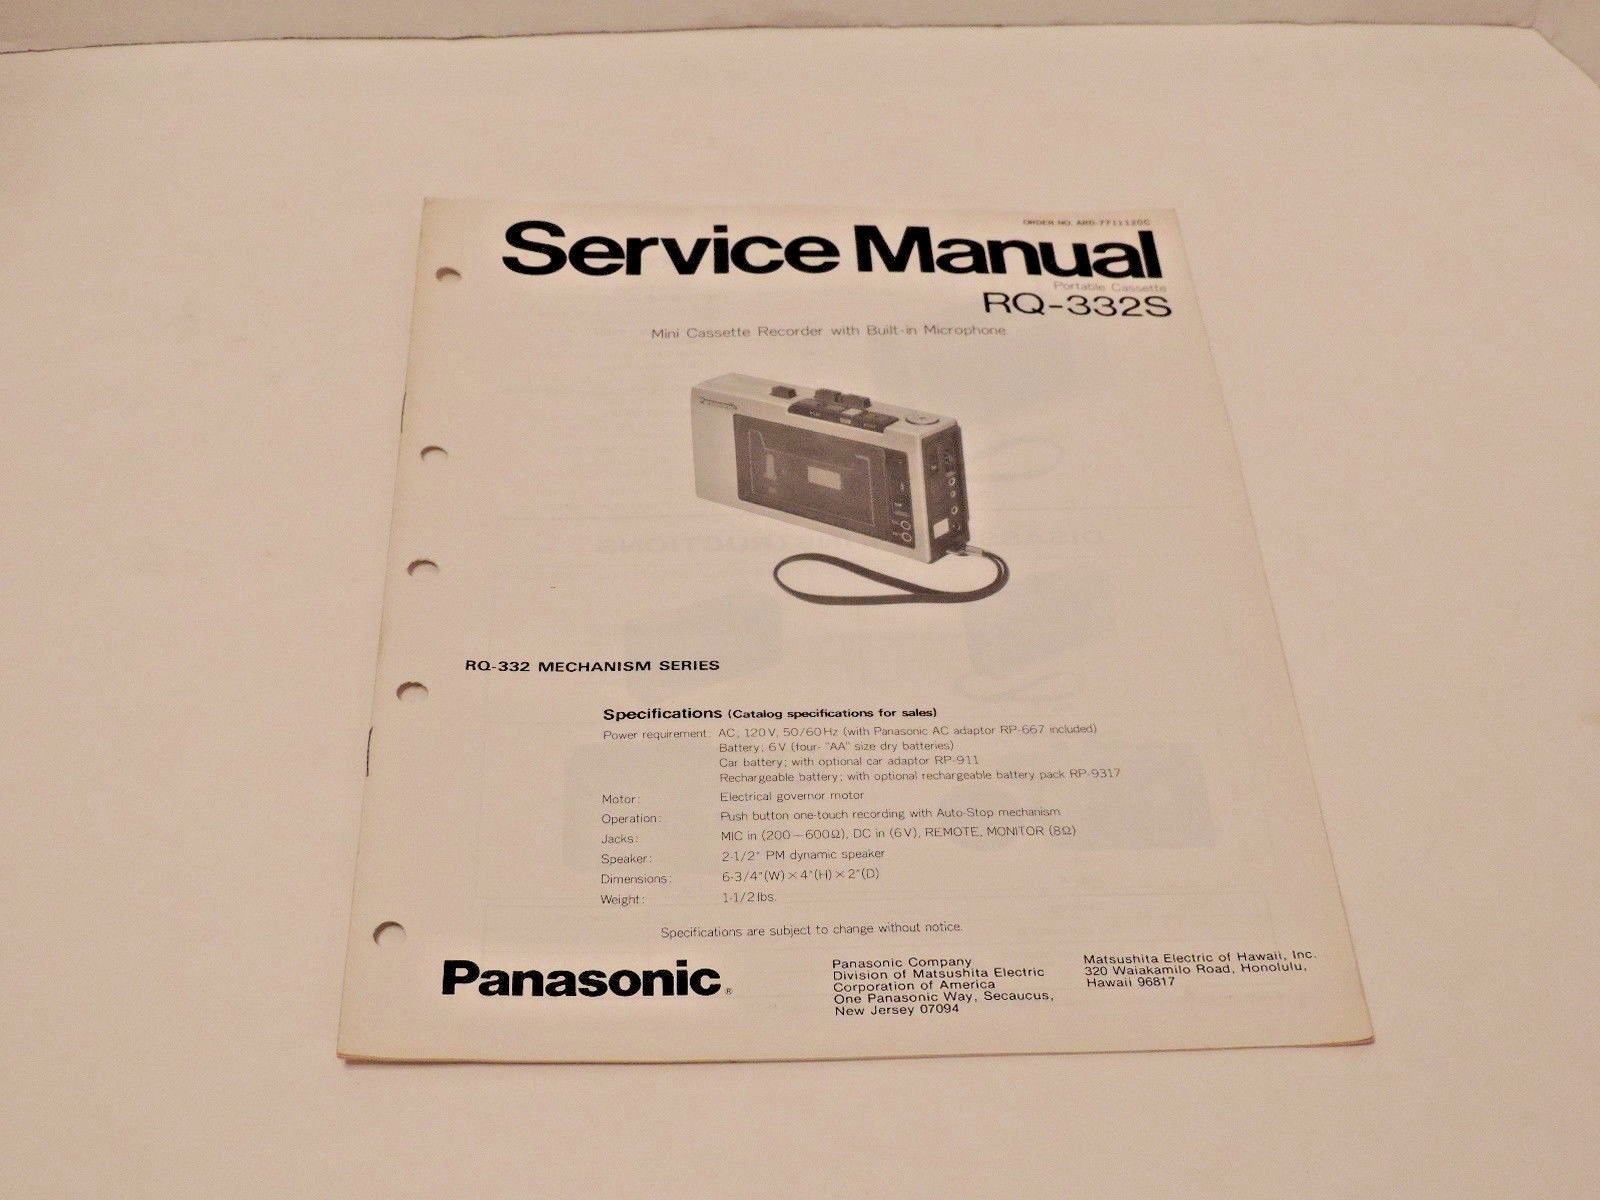 ORDER NO. ARD-7711120C
Service Manual
Portable Cassette
RQ-332S
Mini Cassette Recorder with Built-in Microphone
Panasonic
RQ-332 MECHANISM SERIES
Specifications (Catalog specifications for sales)
Power requirement: AC; 120V, 50/60Hz (with Panasonic AC adaptor RP-667 included)
Battery; 6V (four- "AA" size dry batteries)
Car battery; with optional car adaptor RP-911
Rechargeable battery; with optional rechargeable battery pack RP-9317
Motor: Electrical governor motor
Operation: Push button one-touch recording with Auto-Stop mechanism
Jacks: MIC in (200—600Ω), DC in (6V), REMOTE, MONITOR (8Ω)
Speaker: 2-1/2" PM dynamic speaker
Dimensions: 6-3/4"(W)×4"(H)×2"(D)
Weight: 1-1/2 lbs.
Specifications are subject to change without notice.
Panasonic®
Panasonic Company
Division of Matsushita Electric
Corporation of America
One Panasonic Way, Secaucus,
New Jersey 07094
Matsushita Electric of Hawaii, Inc.
320 Waiakamilo Road, Honolulu,
Hawaii 96817